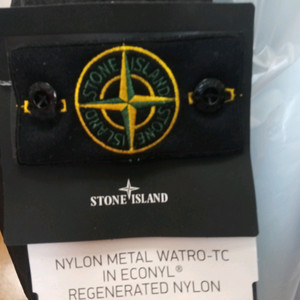 STONE ISLAND
STONE ISLAND
STONE ISLAND
NYLON METAL WATRO-TC
IN ECONYL®
REGENERATED NYLON